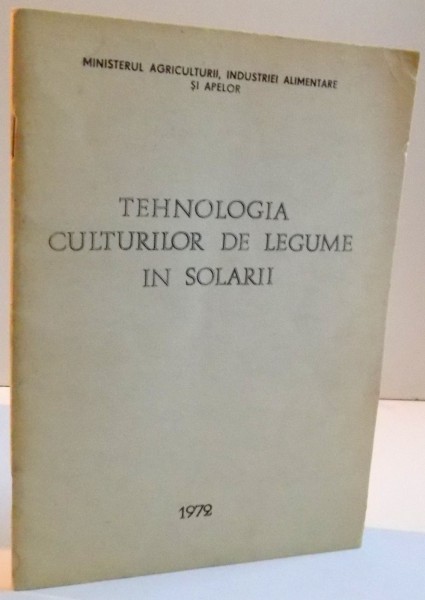 MINISTERUL AGRICULTURII, INDUSTRIEI ALIMENTARE
ȘI APELOR
TEHNOLOGIA
CULTURILOR DE LEGUME
IN SOLARII
1972